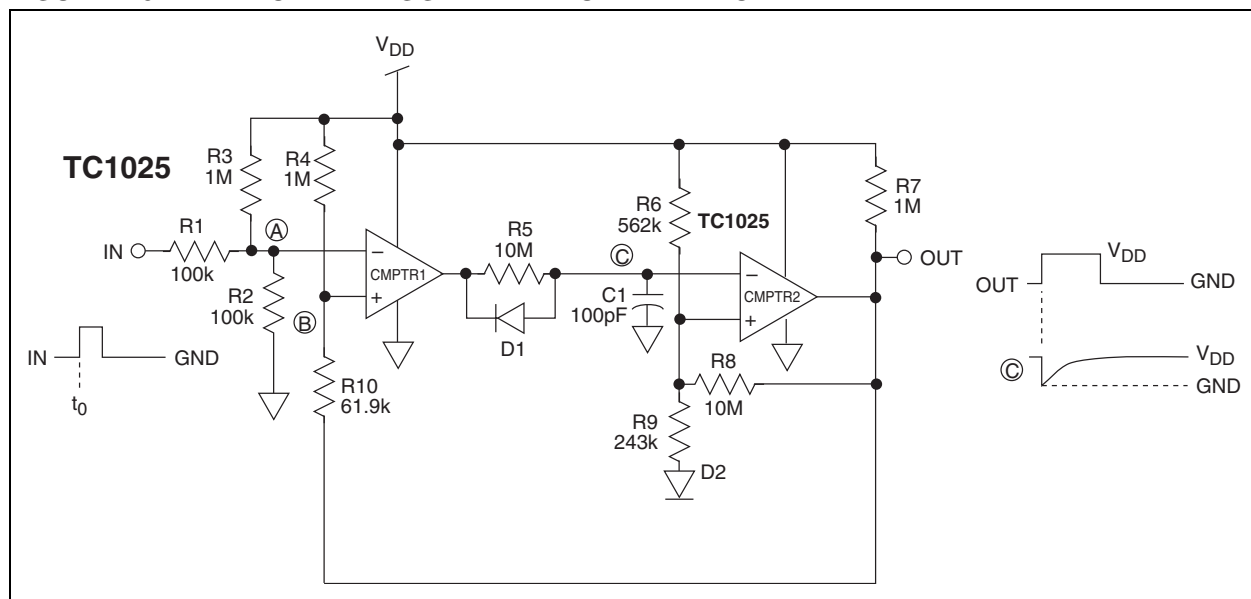 VDD
TC1025
R3
1M
R4
1M
R6
562k
TC1025
R7
1M
IN
R1
100k
A
R5
10M
CMPTR1
−
+
C
C1
100pF
D1
CMPTR2
−
+
OUT
R2
100k
B
IN
GND
t0
R10
61.9k
R8
10M
R9
243k
D2
OUT
VDD
GND
C
VDD
GND